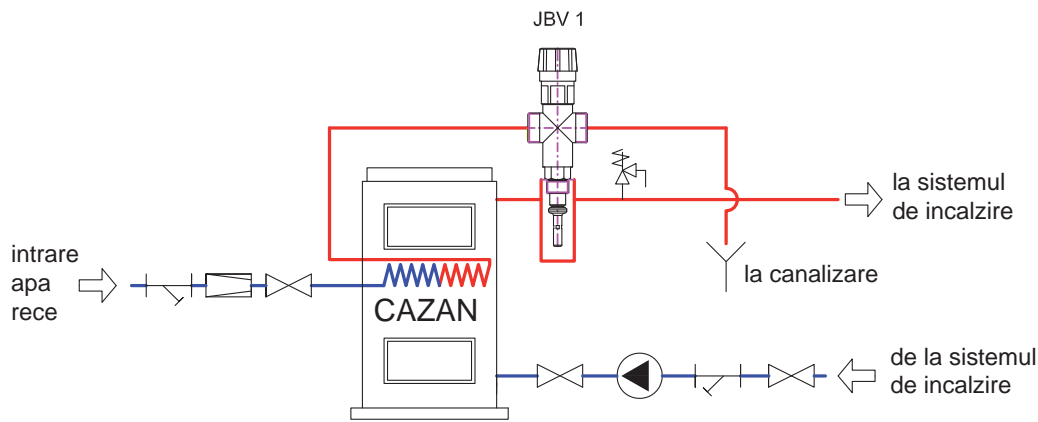 JBV 1
la sistemul
de incalzire
intrare
apa
rece
la canalizare
CAZAN
de la sistemul
de incalzire